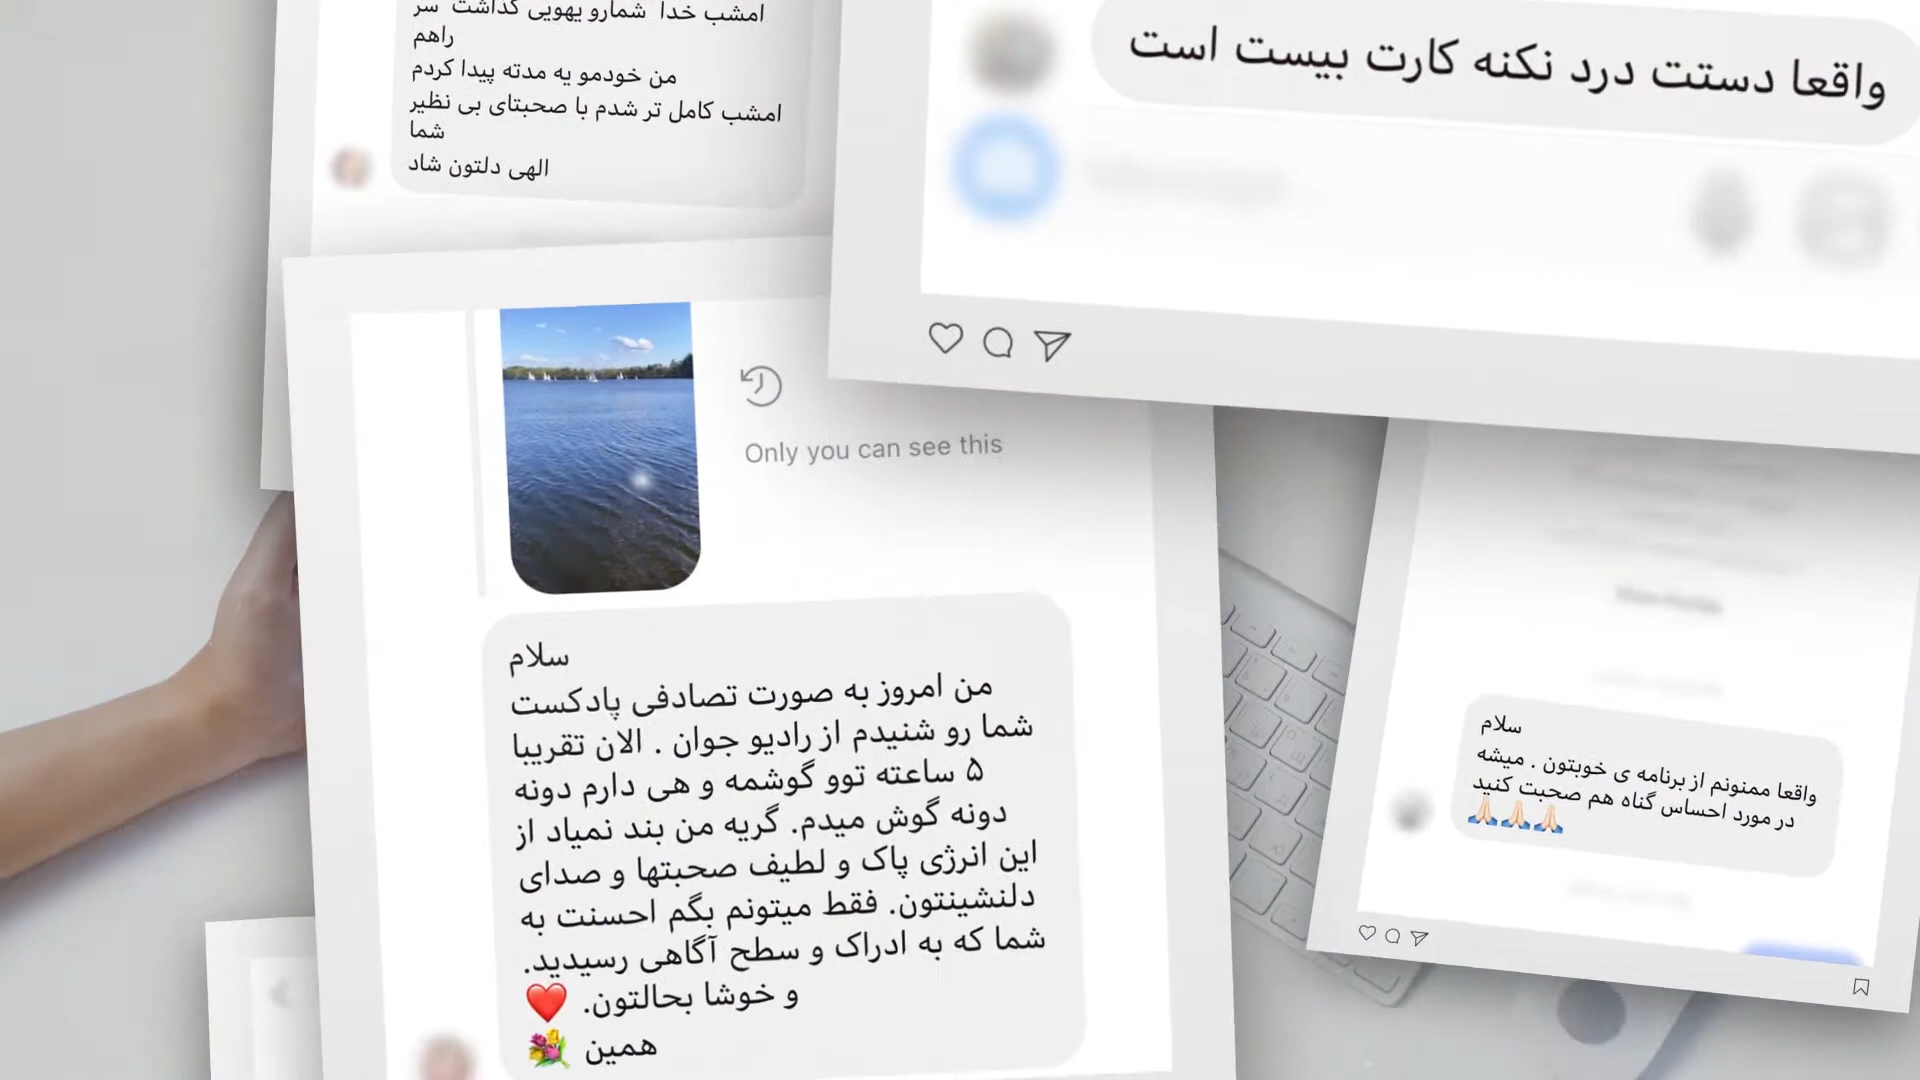 امشب خدا شمارو یهویی گذاشت سر
راهم
من خودمو یه مدته پیدا کردم
امشب کامل تر شدم با صحبتای بی نظیر
شما
الهی دلتون شاد
واقعا دستت درد نکنه کارت بیست است
Only you can see this
سلام
من امروز به صورت تصادفی پادکست
شما رو شنیدم از رادیو جوان . الان تقریبا
۵ ساعته توو گوشمه و هی دارم دونه
دونه گوش میدم. گریه من بند نمیاد از
این انرژی پاک و لطیف صحبتها و صدای
دلنشینتون. فقط میتونم بگم احسنت به
شما که به ادراک و سطح آگاهی رسیدید.
و خوشا بحالتون. ❤️
همین 💐
سلام
واقعا ممنونم از برنامه ی خوبتون . میشه
در مورد احساس گناه هم صحبت کنید
🙏🏻🙏🏻🙏🏻